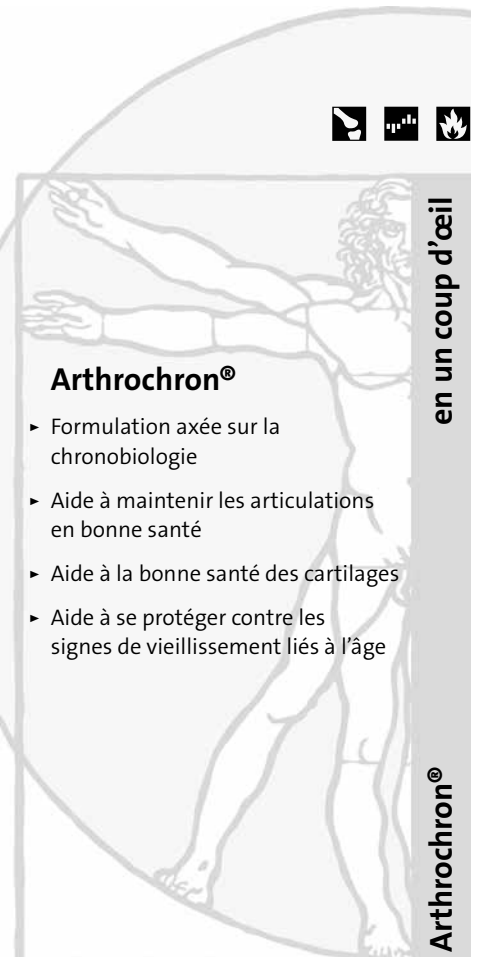 Arthrochron®
► Formulation axée sur la
chronobiologie
► Aide à maintenir les articulations
en bonne santé
► Aide à la bonne santé des cartilages
► Aide à se protéger contre les
signes de vieillissement liés à l’âge
Arthrochron®
en un coup d’œil